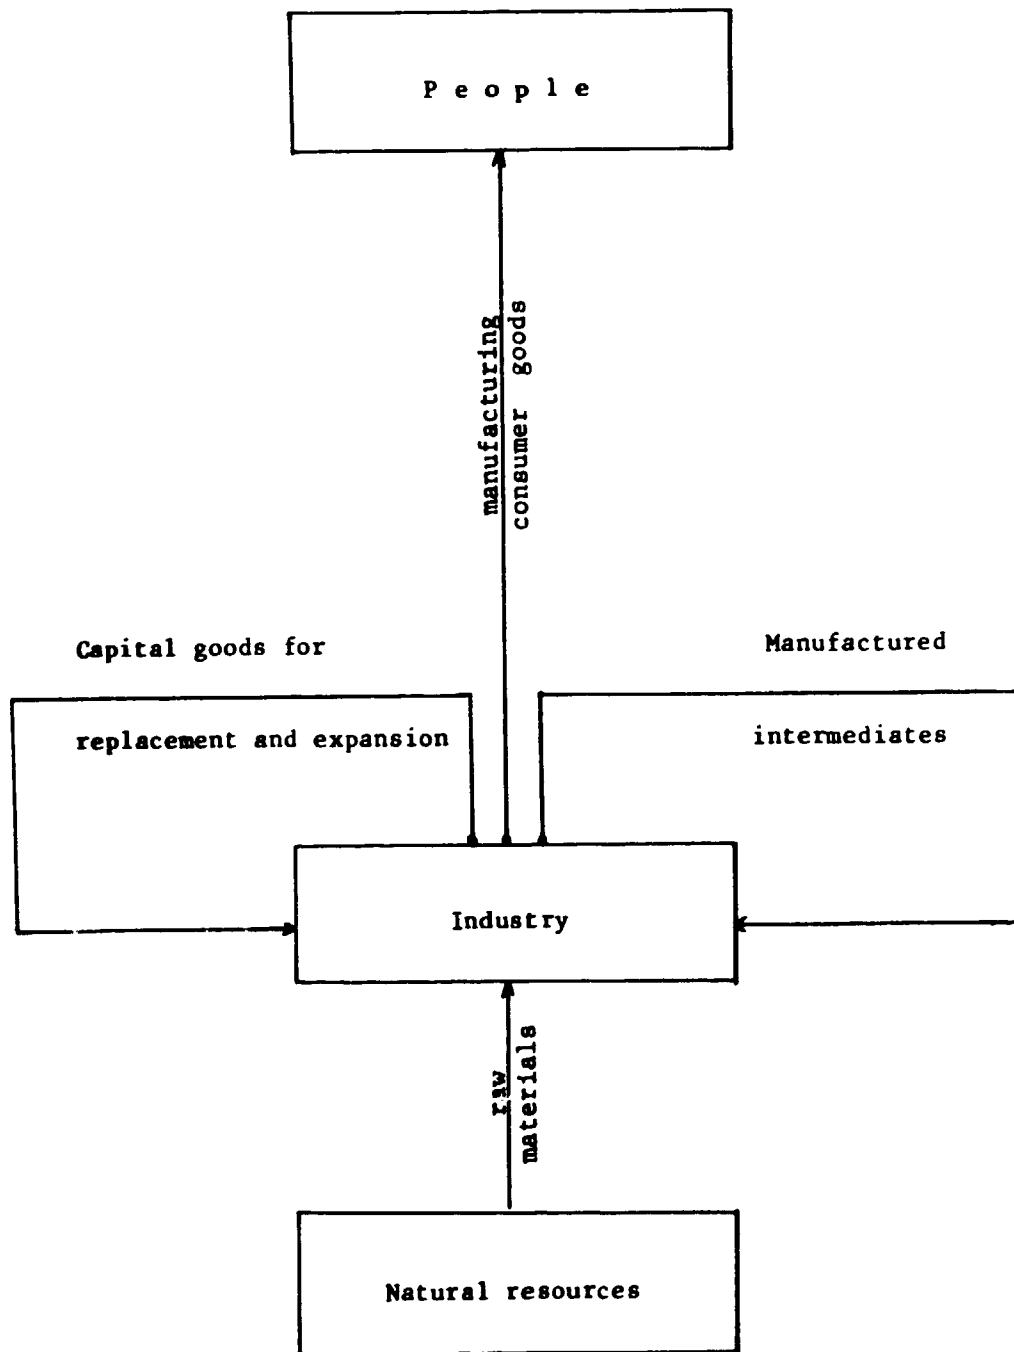 People
manufacturing
consumer goods
Capital goods for
replacement and expansion
Manufactured
intermediates
Industry
raw
materials
Natural resources